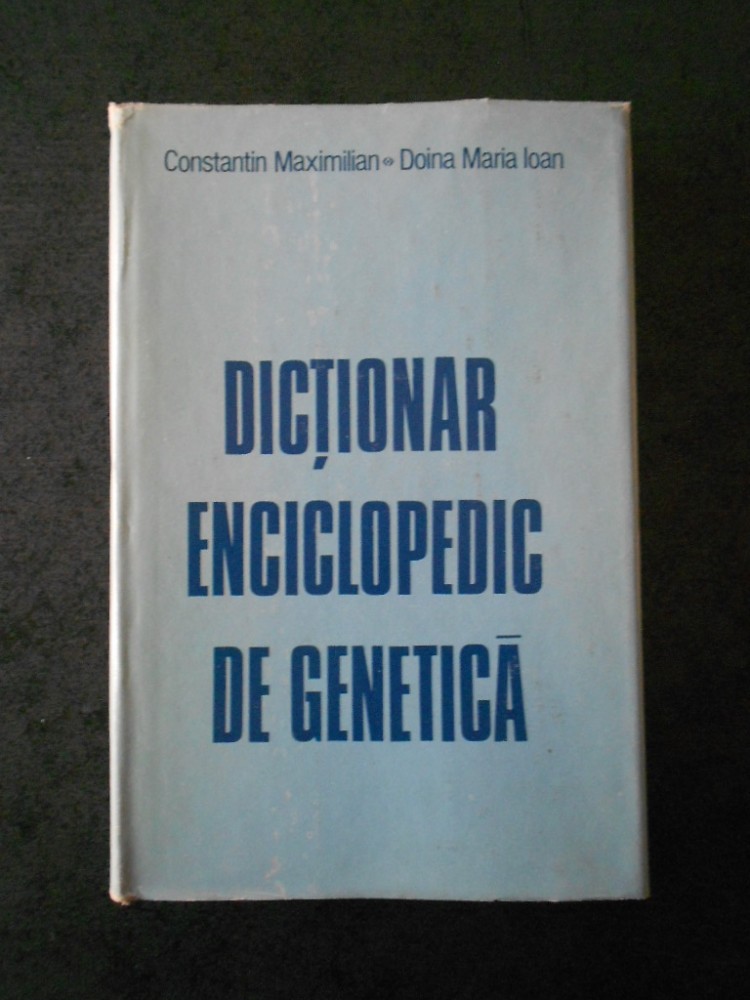 Constantin Maximilian • Doina Maria Ioan
DICȚIONAR
ENCICLOPEDIC
DE GENETICĂ